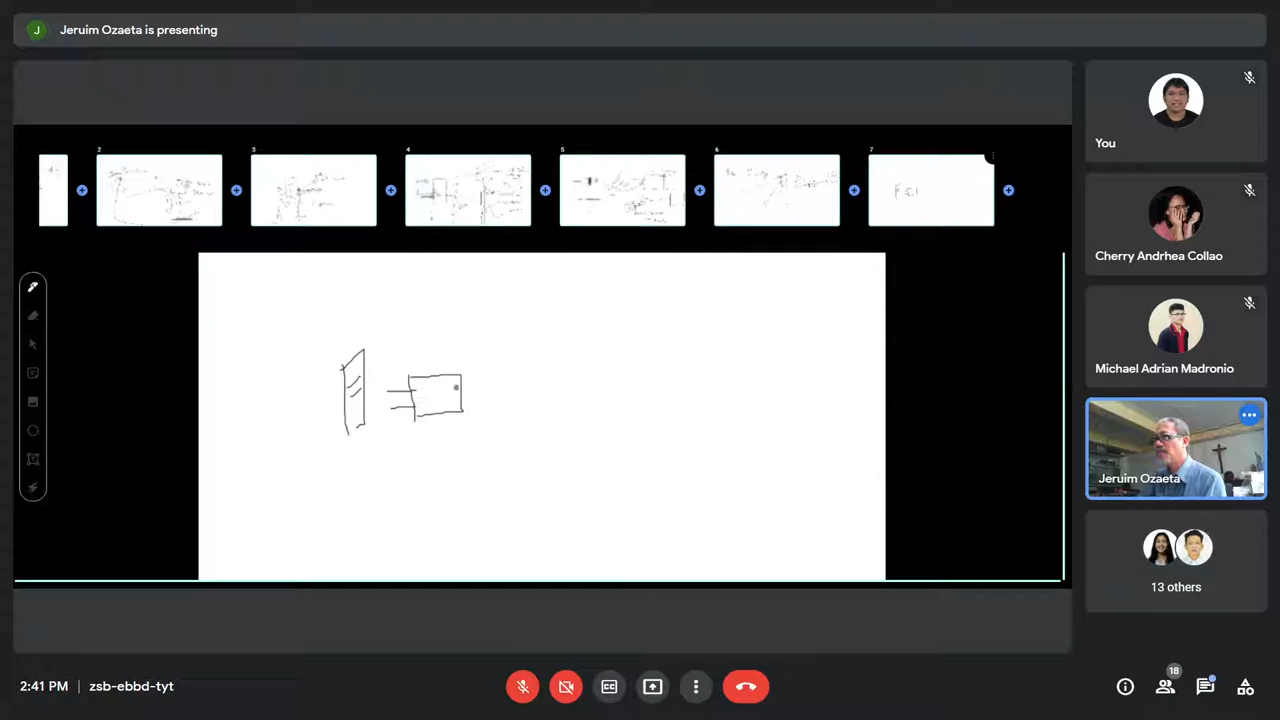 J
Jeruim Ozaeta is presenting
2
3
4
5
6
7
You
Cherry Andrhea Collao
Michael Adrian Madronio
Jeruim Ozaeta
13 others
2:41 PM | zsb-ebbd-tyt
CC
18